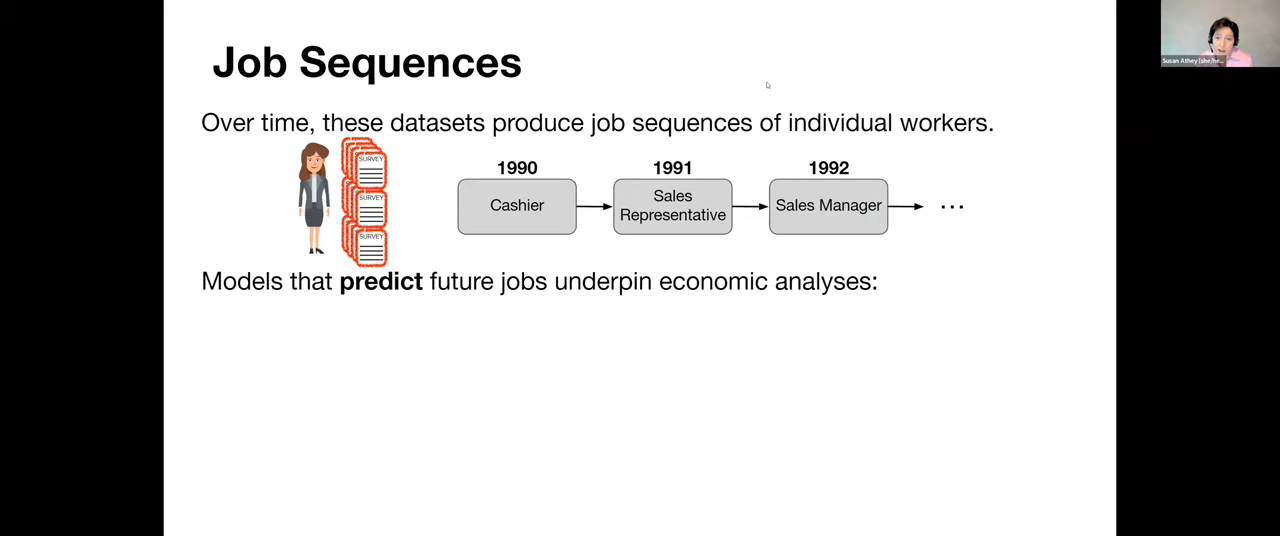 Job Sequences
Susan Athey (she/he...
Over time, these datasets produce job sequences of individual workers.
SURVEY
SURVEY
SURVEY
1990
1991
1992
Cashier
Sales
Representative
Sales Manager
...
Models that predict future jobs underpin economic analyses: